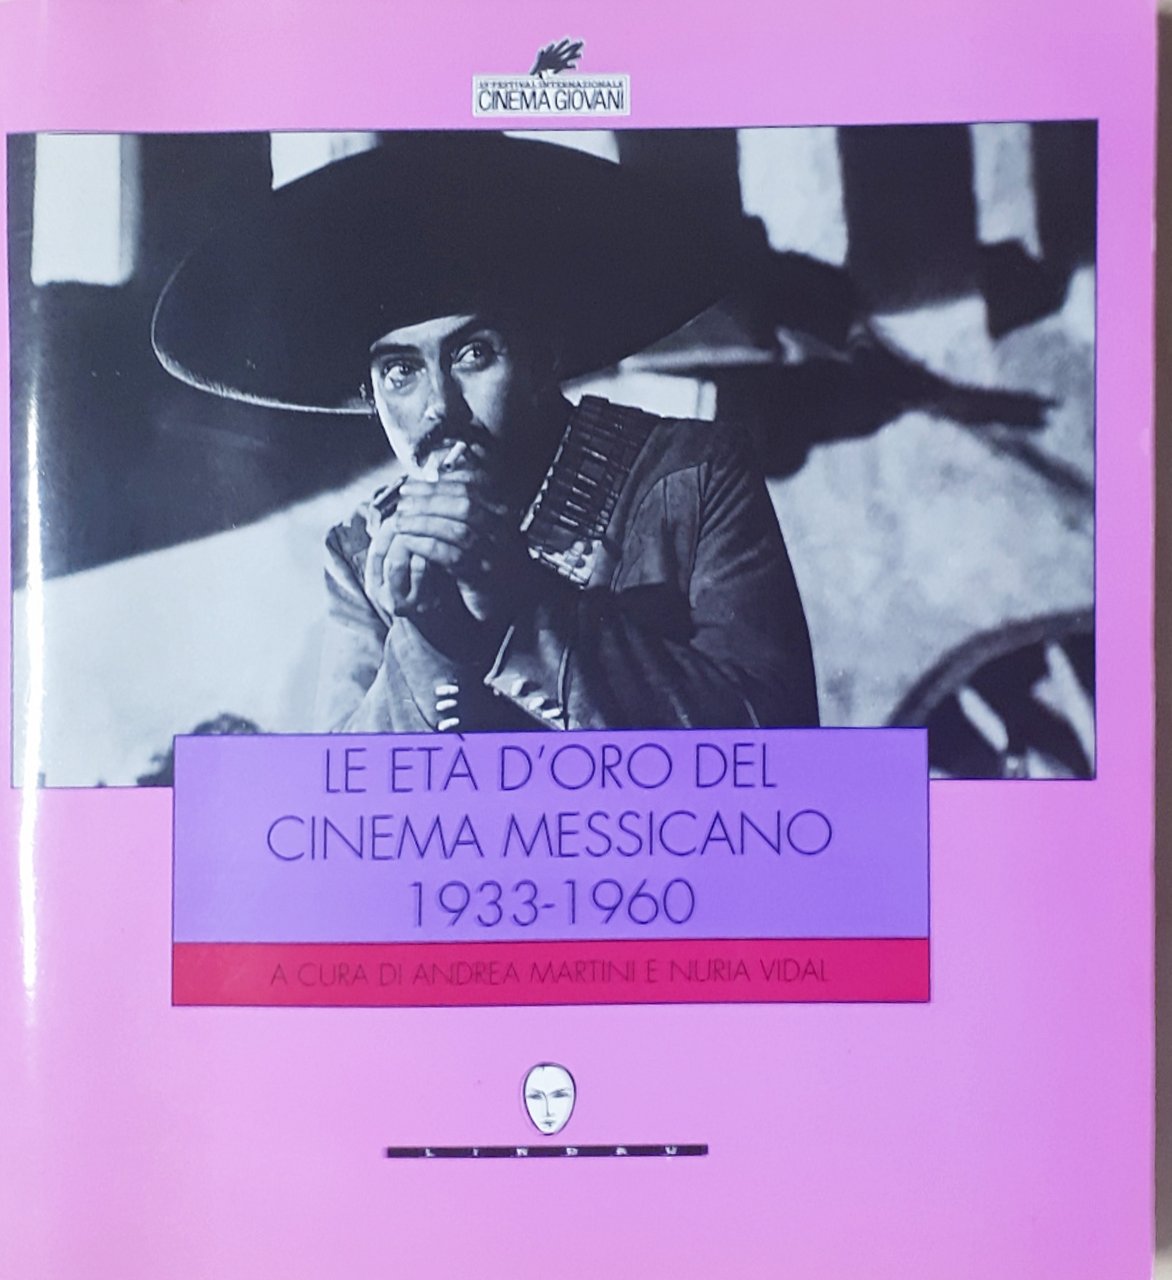 FESTIVAL INTERNAZIONALE
CINEMA GIOVANI
LE ETÀ D'ORO DEL
CINEMA MESSICANO
1933-1960
A CURA DI ANDREA MARTINI E NURIA VIDAL
LINDAU